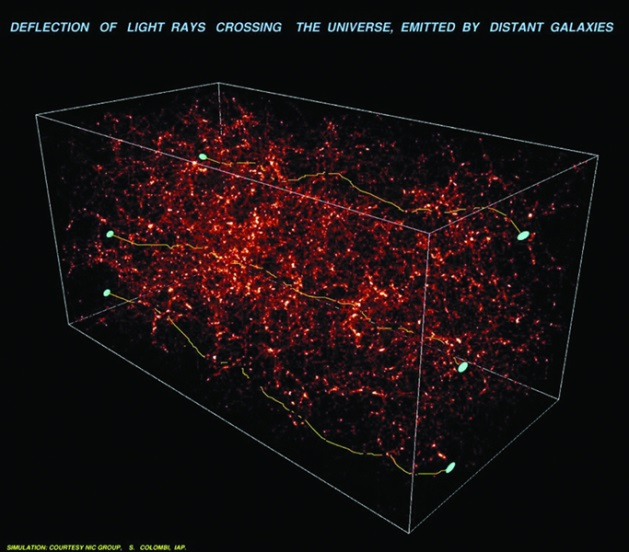 DEFLECTION OF LIGHT RAYS CROSSING THE UNIVERSE, EMITTED BY DISTANT GALAXIES
SIMULATION: COURTESY NIC GROUP, S. COLOMBI, IAP.